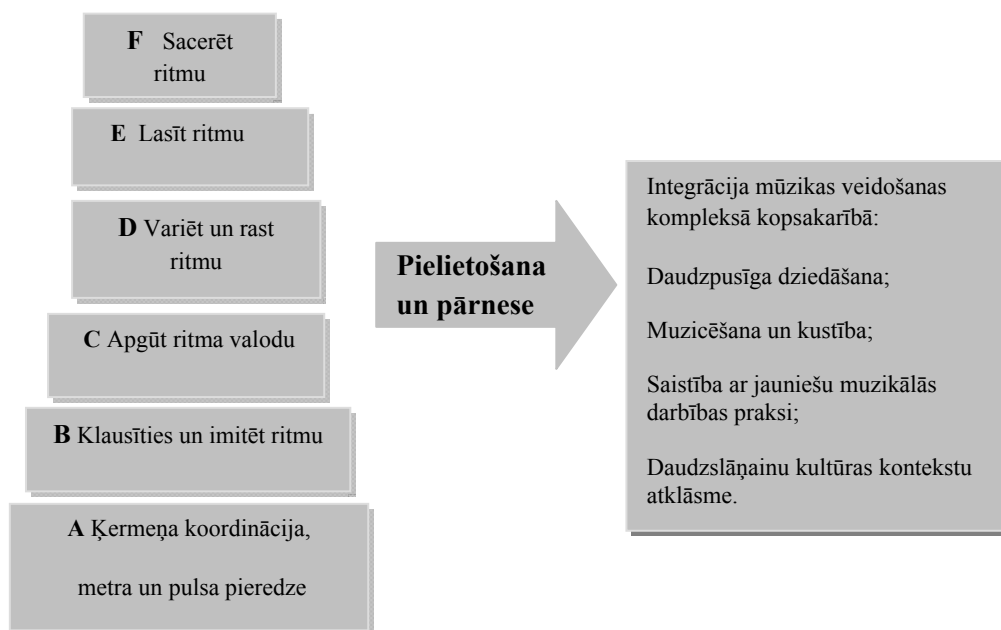 F Sacerēt
ritmu
E Lasīt ritmu
D Variēt un rast
ritmu
C Apgūt ritma valodu
B Klausīties un imitēt ritmu
A Ķermeņa koordinācija,
metra un pulsa pieredze
Pielietošana
un pārnese
Integrācija mūzikas veidošanas
kompleksā kopsakarībā:
Daudzpusīga dziedāšana;
Muzicēšana un kustība;
Saistība ar jauniešu muzikālās
darbības praksi;
Daudzslāņainu kultūras kontekstu
atklāsme.